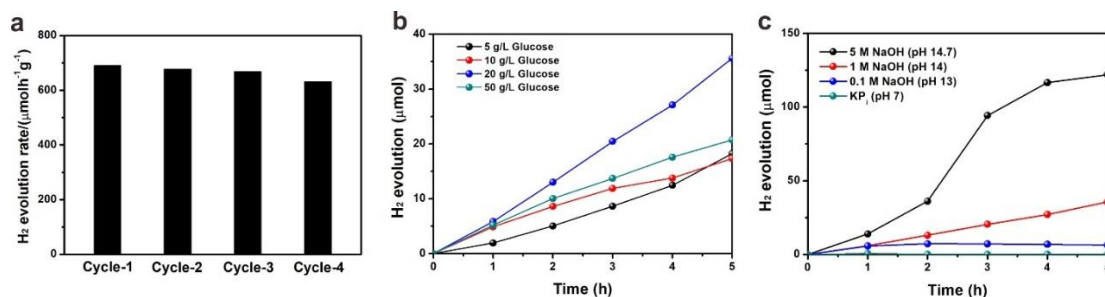 a
H₂ evolution rate/(μmolh⁻¹g⁻¹)
800
600
400
200
0
Cycle-1 Cycle-2 Cycle-3 Cycle-4
b
H₂ evolution (μmol)
40
30
20
10
0
5 g/L Glucose
10 g/L Glucose
20 g/L Glucose
50 g/L Glucose
0 1 2 3 4 5
Time (h)
c
H₂ evolution (μmol)
150
100
50
0
5 M NaOH (pH 14.7)
1 M NaOH (pH 14)
0.1 M NaOH (pH 13)
KPᵢ (pH 7)
0 1 2 3 4
Time (h)